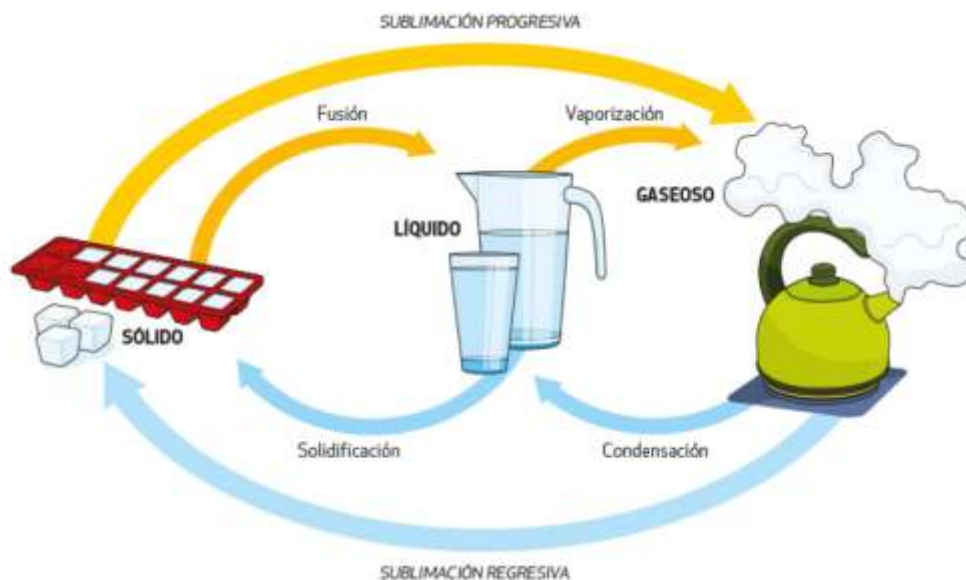 SUBLIMACIÓN PROGRESIVA
Fusión
Vaporización
GASEOSO
LÍQUIDO
SÓLIDO
Solidificación
Condensación
SUBLIMACIÓN REGRESIVA